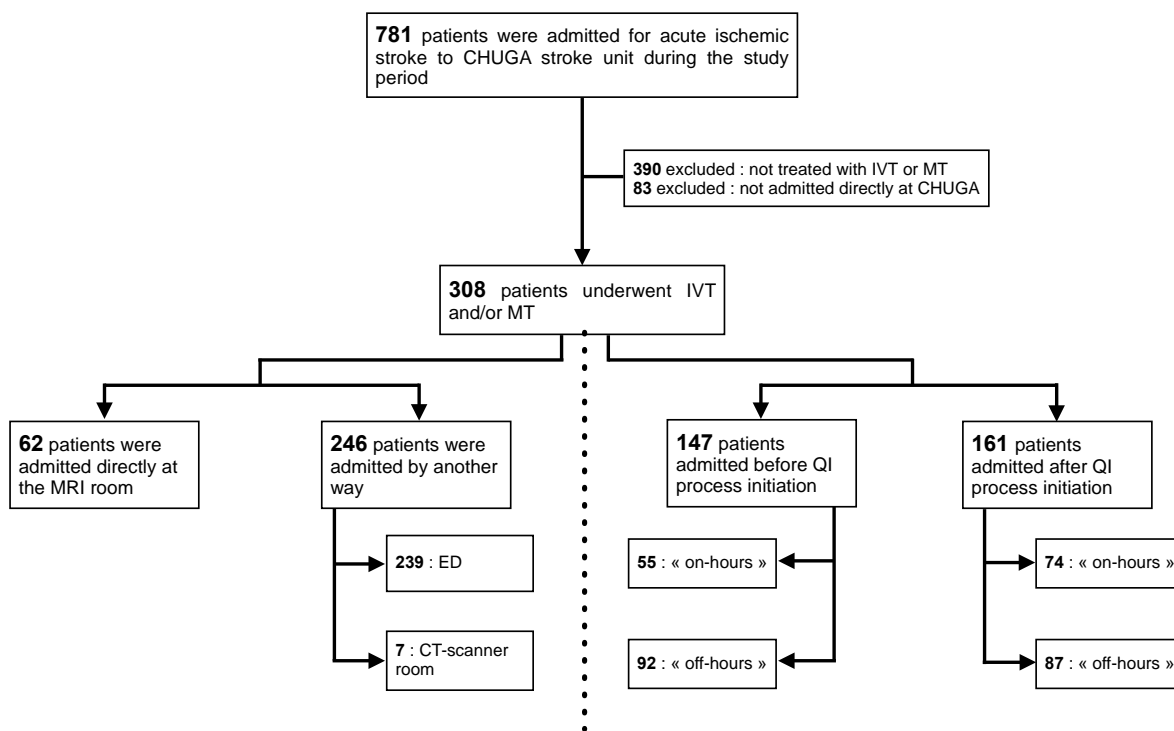 781 patients were admitted for acute ischemic
stroke to CHUGA stroke unit during the study
period
390 excluded : not treated with IVT or MT
83 excluded : not admitted directly at CHUGA
308 patients underwent IVT
and/or MT
62 patients were
admitted directly at
the MRI room
246 patients were
admitted by another
way
147 patients
admitted before QI
process initiation
161 patients
admitted after QI
process initiation
239 : ED
55 : « on-hours »
74 : « on-hours »
7 : CT-scanner
room
92 : « off-hours »
87 : « off-hours »